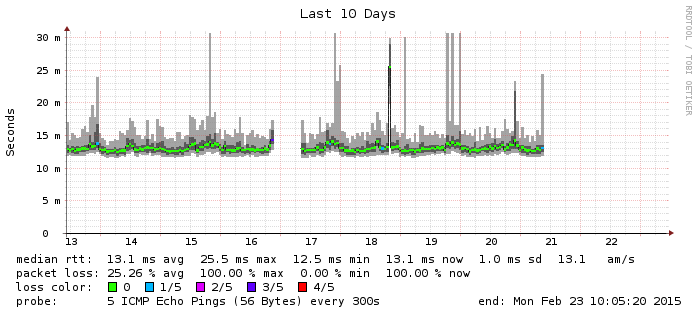 Last 10 Days
RRDTOOL / TOBI OETIKER
Seconds
30 m
25 m
20 m
15 m
10 m
5 m
0
13 14 15 16 17 18 19 20 21 22
median rtt: 13.1 ms avg 25.5 ms max 12.5 ms min 13.1 ms now 1.0 ms sd 13.1 am/s
packet loss: 25.26 % avg 100.00 % max 0.00 % min 100.00 % now
loss color: 0 1/5 2/5 3/5 4/5
probe: 5 ICMP Echo Pings (56 Bytes) every 300s end: Mon Feb 23 10:05:20 2015